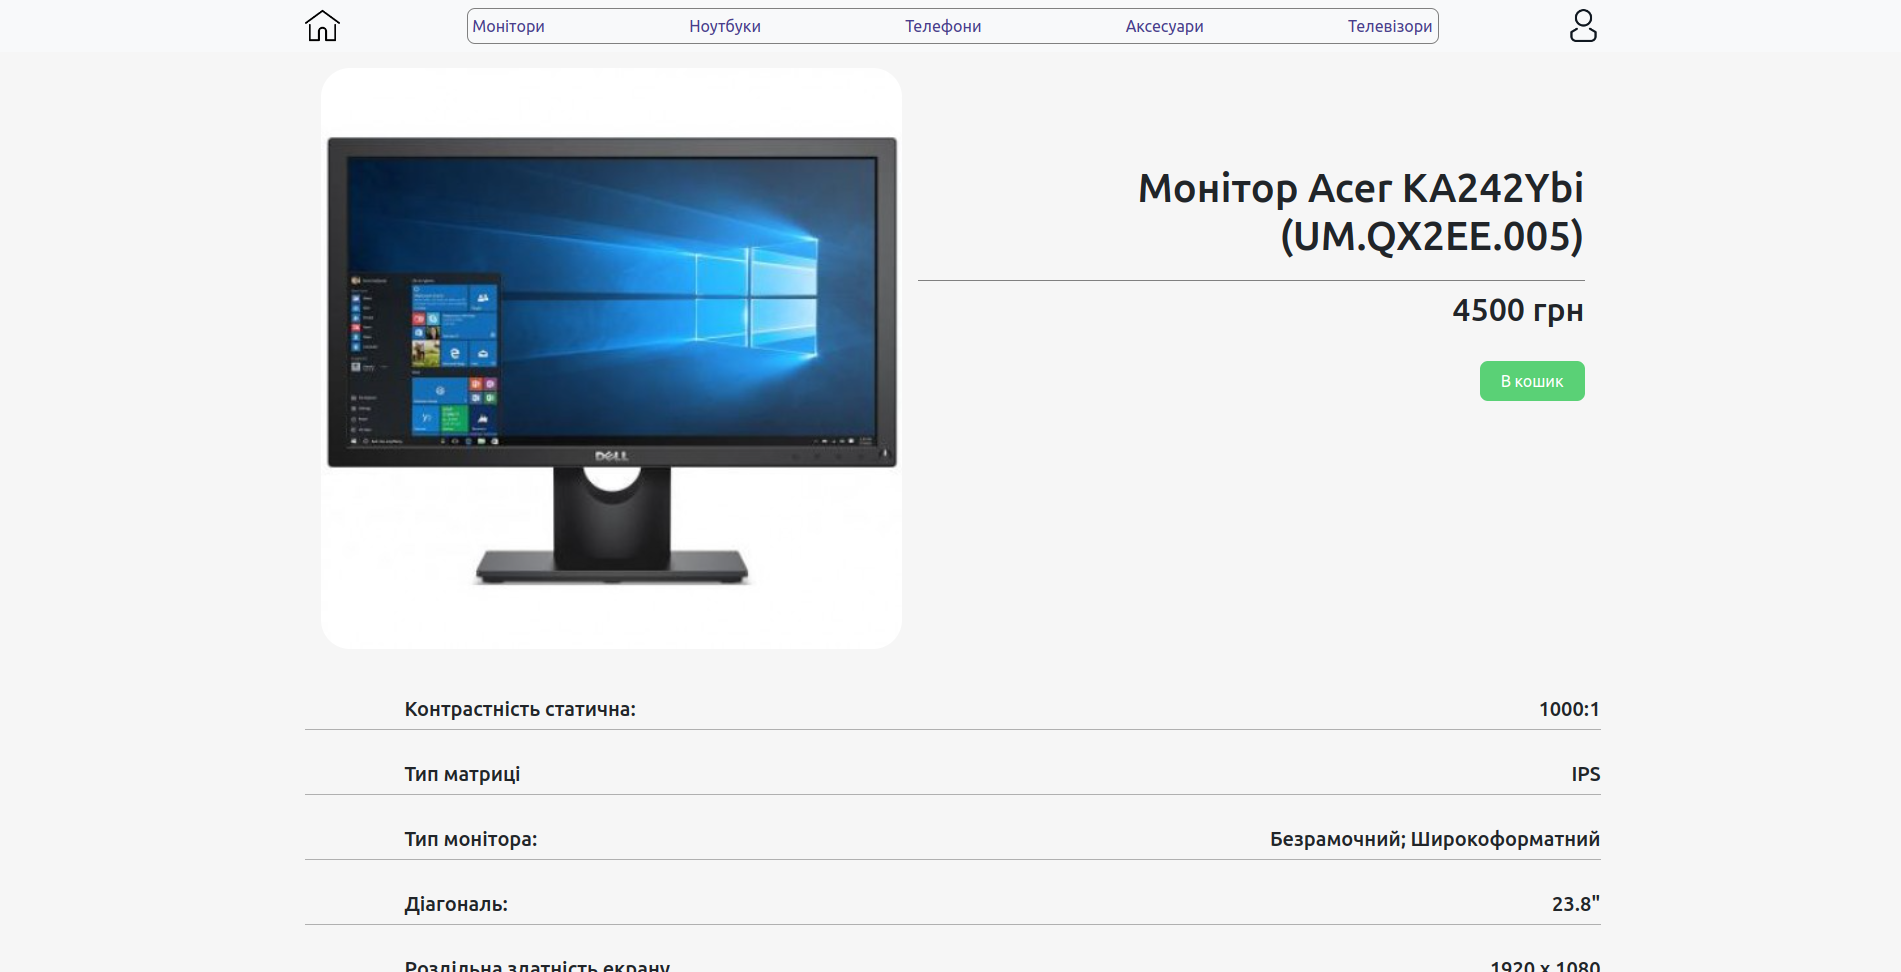 Монітори Ноутбуки Телефони Аксесуари Телевізори
Монітор Acer KA242Ybi
(UM.QX2EE.005)
4500 грн
В кошик
DELL
Контрастність статична: 1000:1
Тип матриці IPS
Тип монітора: Безрамочний; Широкоформатний
Діагональ: 23.8"
Роздільна здатність екрану 1920 x 1080